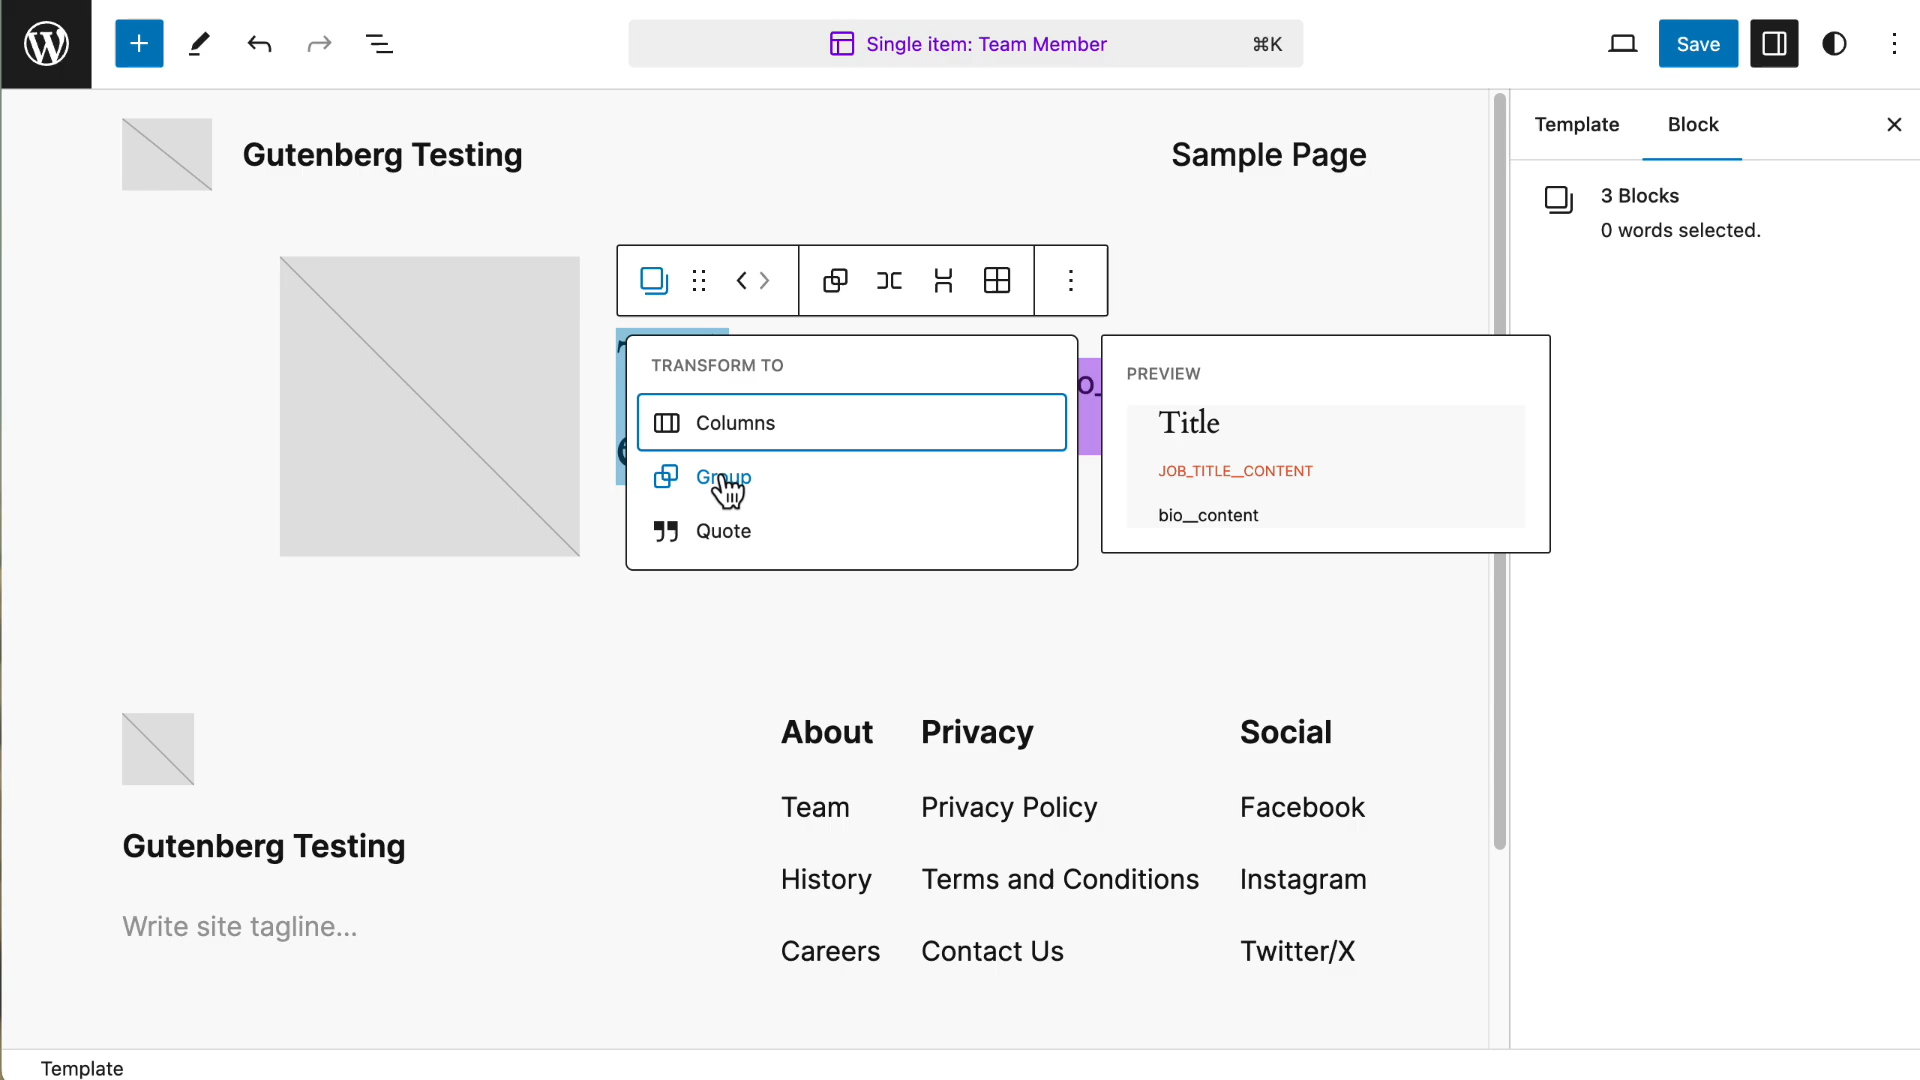 Single item: Team Member ⌘K
Save
Template Block
3 Blocks
0 words selected.
Gutenberg Testing
Sample Page
TRANSFORM TO
Columns
Group
Quote
PREVIEW
Title
JOB_TITLE__CONTENT
bio__content
About Privacy Social
Team Privacy Policy Facebook
Gutenberg Testing
History Terms and Conditions Instagram
Write site tagline...
Careers Contact Us Twitter/X
Template